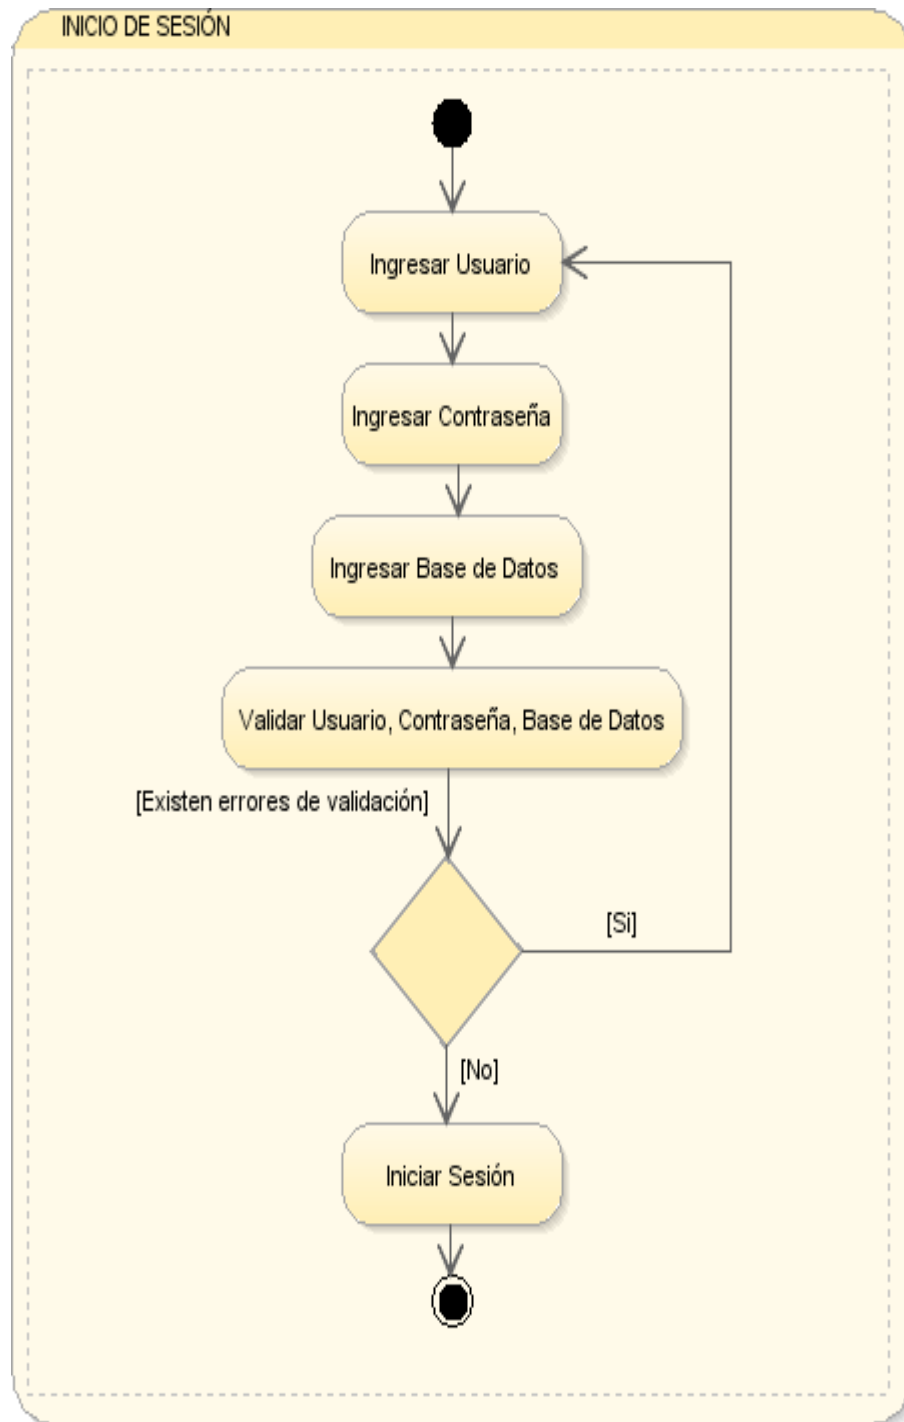 INICIO DE SESIÓN
Ingresar Usuario
Ingresar Contraseña
Ingresar Base de Datos
Validar Usuario, Contraseña, Base de Datos
[Existen errores de validación]
[Si]
[No]
Iniciar Sesión